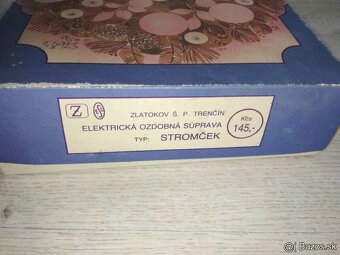 Z
ZLATOKOV Š. P. TRENČÍN
ELEKTRICKÁ OZDOBNÁ SÚPRAVA
TYP: STROMČEK
Kčs
145,-
Bazos.sk